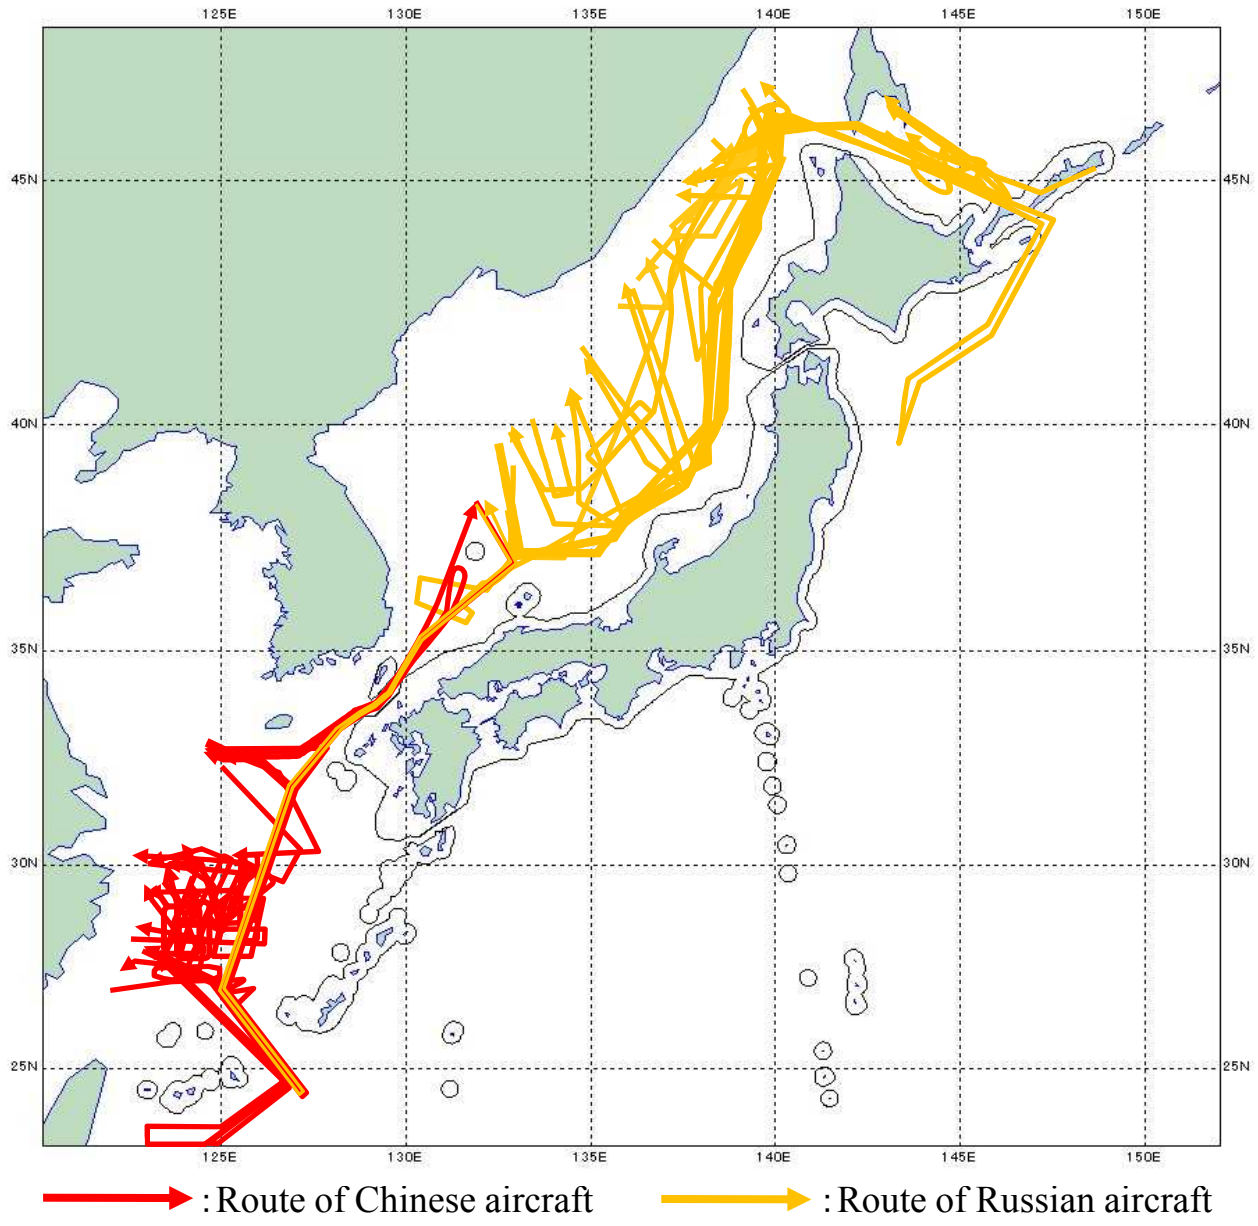 125E 130E 135E 140E 145E 150E
45N 45N
40N 40N
35N 35N
30N 30N
25N 25N
125E 130E 135E 140E 145E 150E
: Route of Chinese aircraft : Route of Russian aircraft